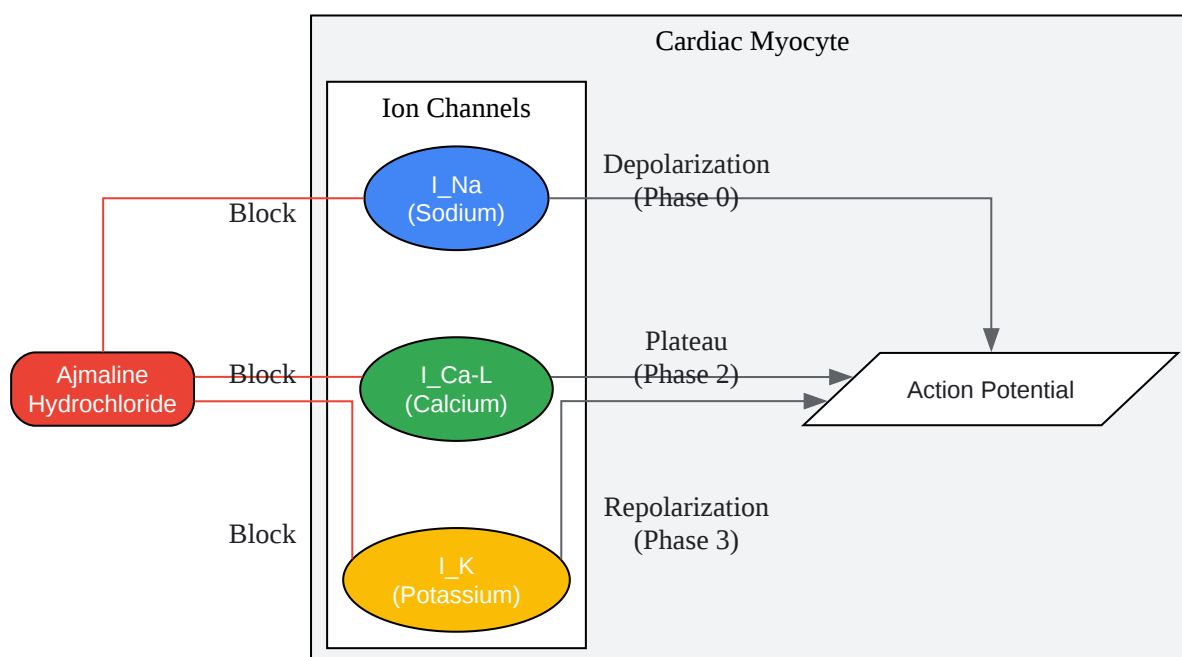 Cardiac Myocyte
Ion Channels
Depolarization
(Phase 0)
I_Na
(Sodium)
Block
Plateau
(Phase 2)
Ajmaline
Hydrochloride
Block
I_Ca-L
(Calcium)
Action Potential
Repolarization
(Phase 3)
Block
I_K
(Potassium)